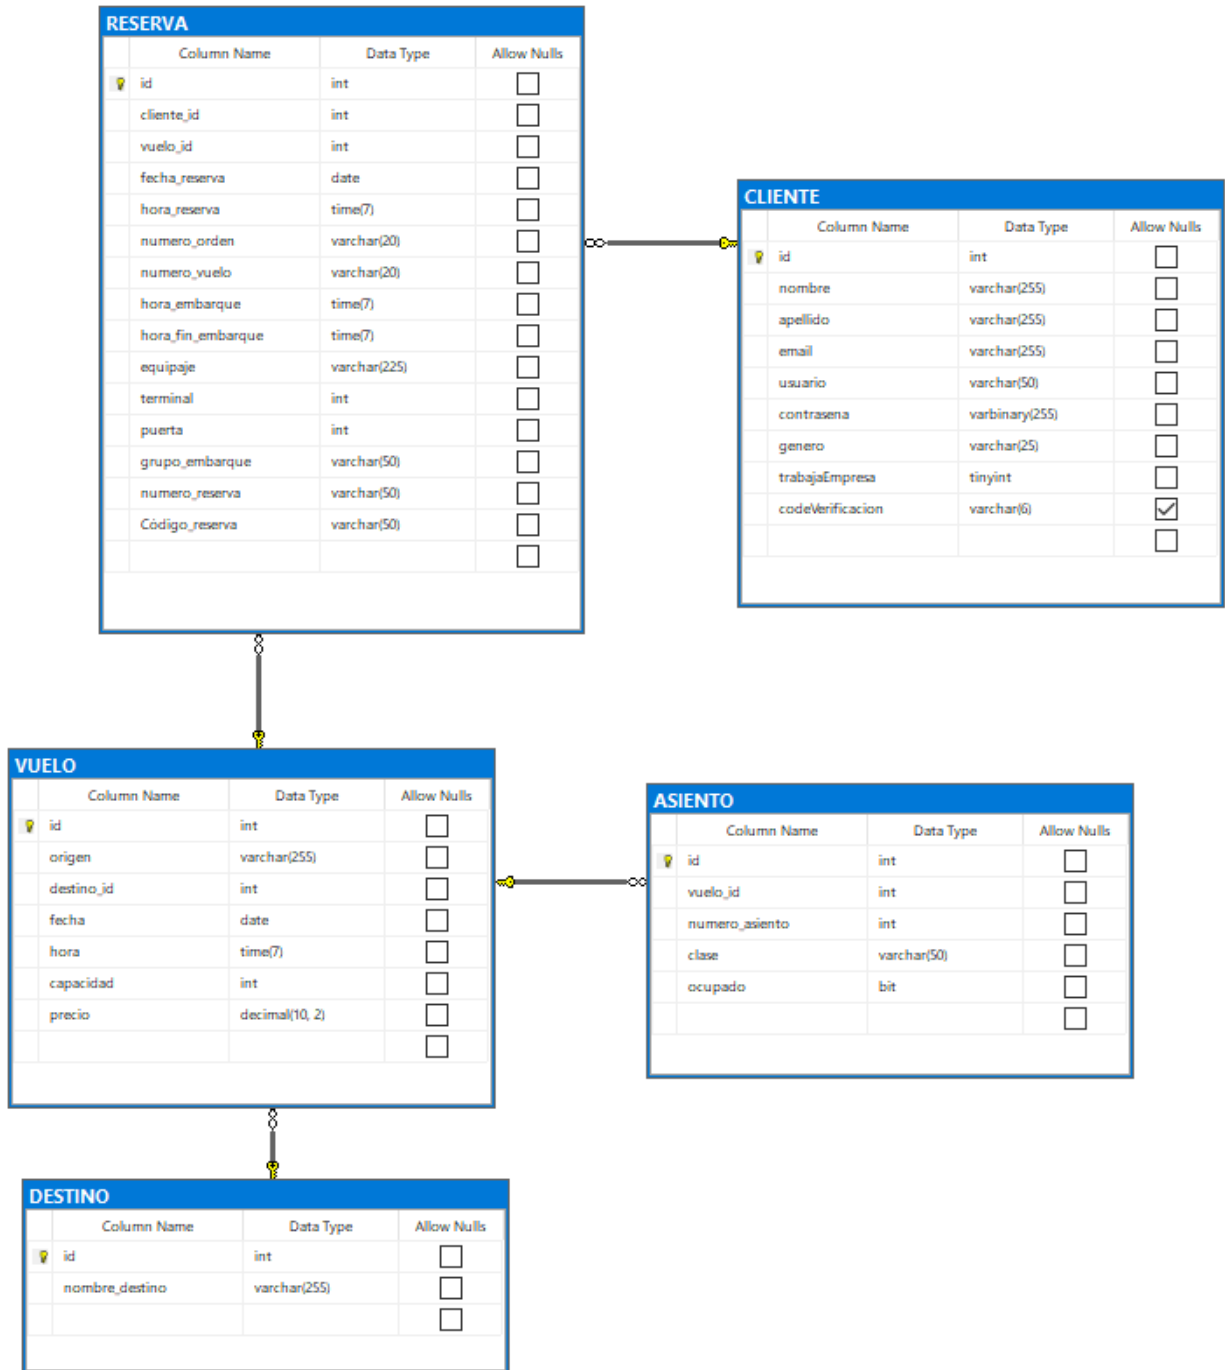 RESERVA
Column Name Data Type Allow Nulls
id int
cliente_id int
vuelo_id int
fecha_reserva date
hora_reserva time(7)
numero_orden varchar(20)
numero_vuelo varchar(20)
hora_embarque time(7)
hora_fin_embarque time(7)
equipaje varchar(225)
terminal int
puerta int
grupo_embarque varchar(50)
numero_reserva varchar(50)
Código_reserva varchar(50)
CLIENTE
Column Name Data Type Allow Nulls
id int
nombre varchar(255)
apellido varchar(255)
email varchar(255)
usuario varchar(50)
contrasena varbinary(255)
genero varchar(25)
trabajaEmpresa tinyint
codeVerificacion varchar(6)
VUELO
Column Name Data Type Allow Nulls
id int
origen varchar(255)
destino_id int
fecha date
hora time(7)
capacidad int
precio decimal(10, 2)
ASIENTO
Column Name Data Type Allow Nulls
id int
vuelo_id int
numero_asiento int
clase varchar(50)
ocupado bit
DESTINO
Column Name Data Type Allow Nulls
id int
nombre_destino varchar(255)